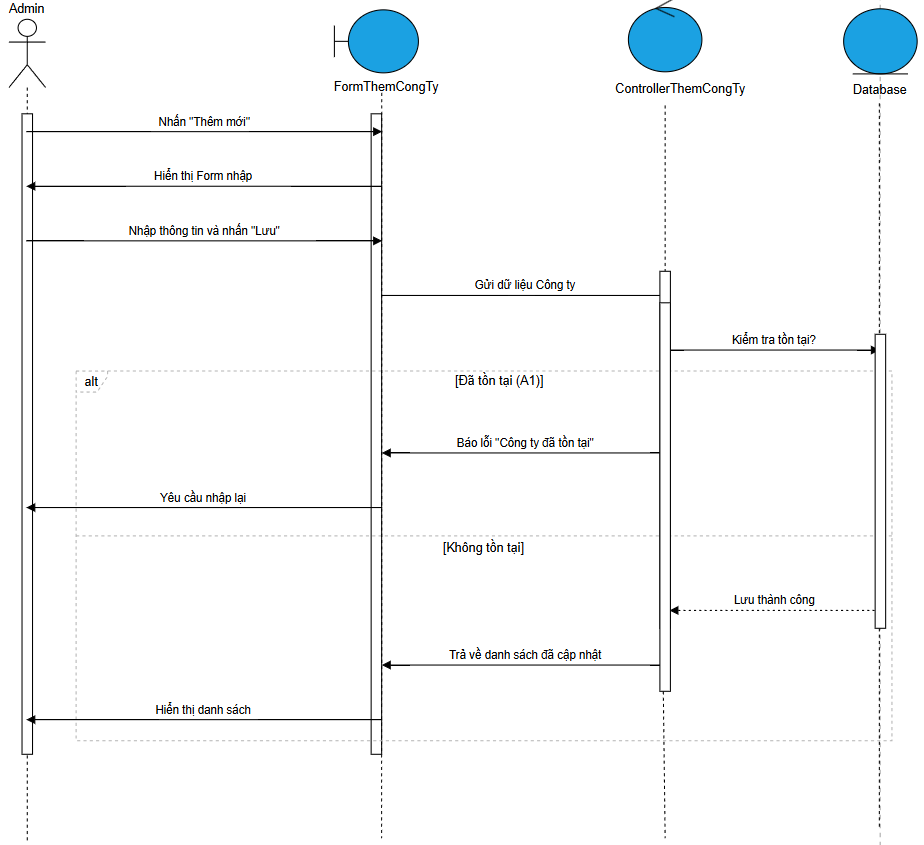 Admin
FormThemCongTy
ControllerThemCongTy
Database
Nhấn "Thêm mới"
Hiển thị Form nhập
Nhập thông tin và nhấn "Lưu"
Gửi dữ liệu Công ty
Kiểm tra tồn tại?
alt
[Đã tồn tại (A1)]
Báo lỗi "Công ty đã tồn tại"
Yêu cầu nhập lại
[Không tồn tại]
Lưu thành công
Trả về danh sách đã cập nhật
Hiển thị danh sách